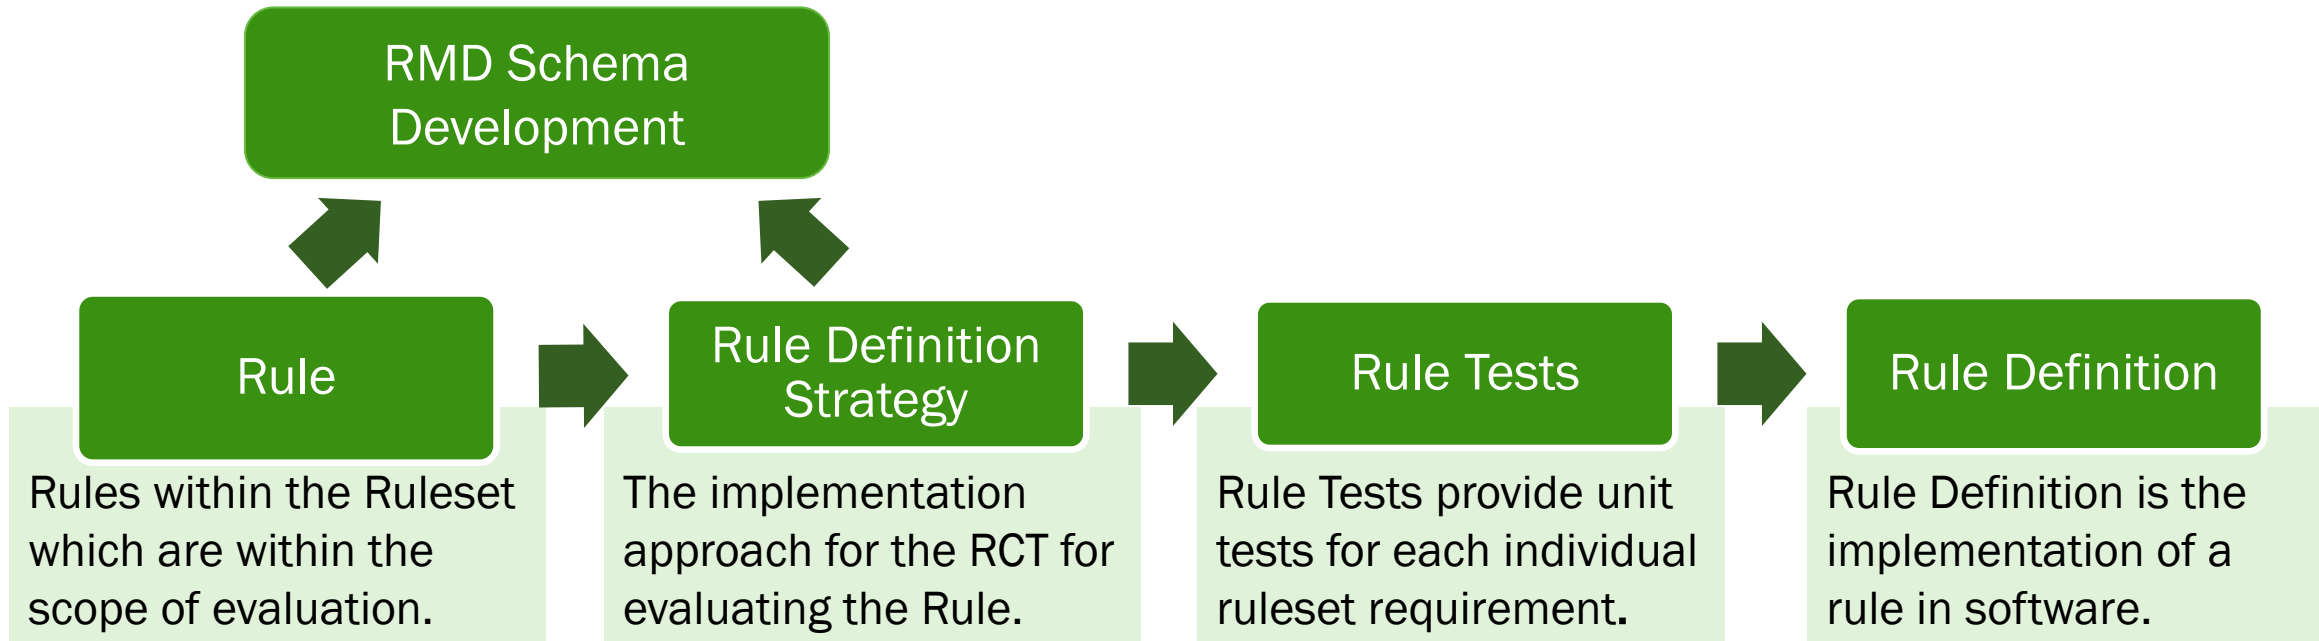 RMD Schema
Development
Rule
Rules within the Ruleset
which are within the
scope of evaluation.
Rule Definition
Strategy
The implementation
approach for the RCT for
evaluating the Rule.
Rule Tests
Rule Tests provide unit
tests for each individual
ruleset requirement.
Rule Definition
Rule Definition is the
implementation of a
rule in software.